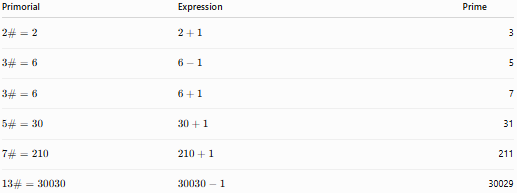 Primorial Expression Prime
2# = 2 2 + 1 3
3# = 6 6 − 1 5
3# = 6 6 + 1 7
5# = 30 30 + 1 31
7# = 210 210 + 1 211
13# = 30030 30030 − 1 30029